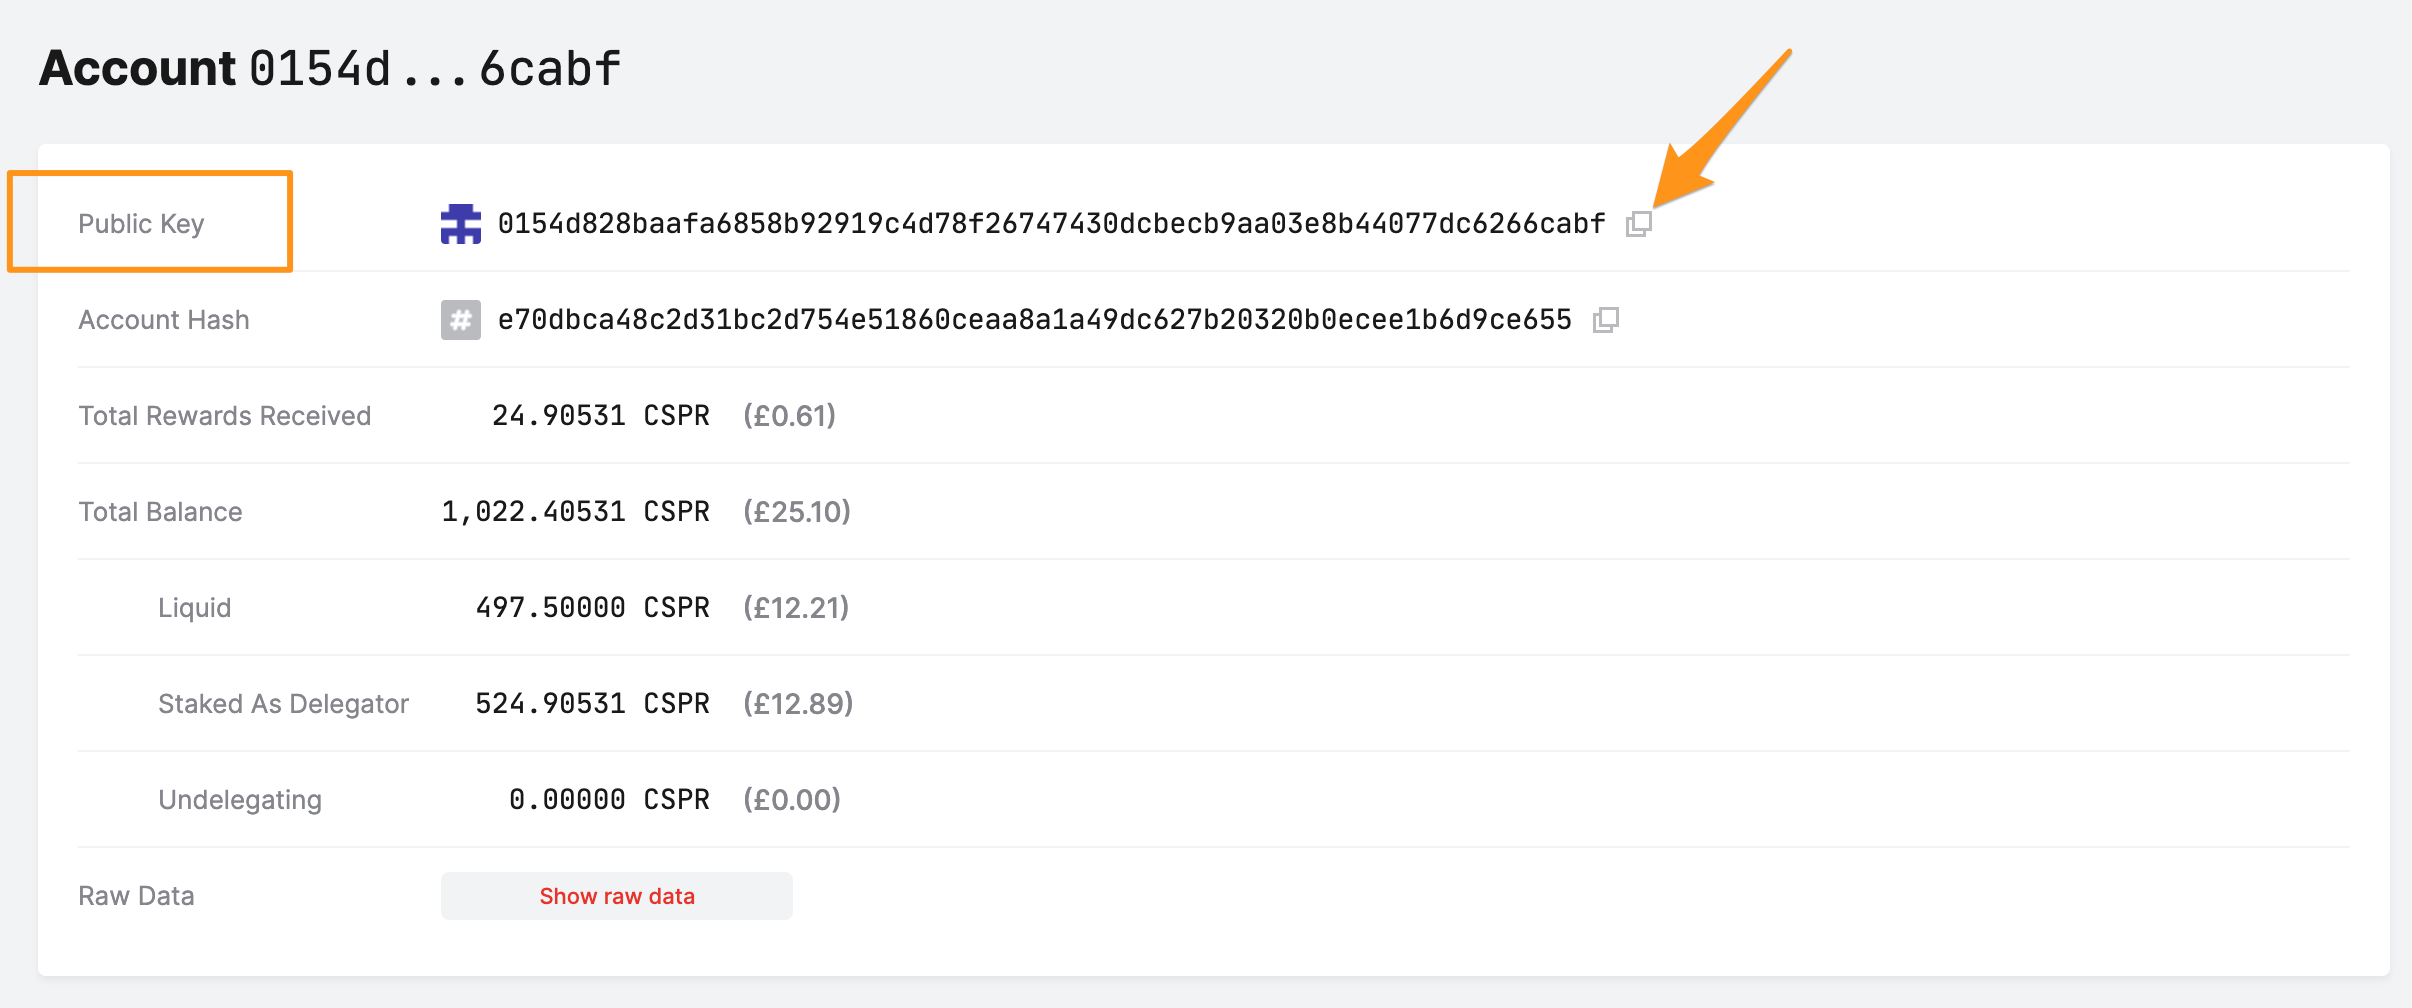 Account 0154d...6cabf
Public Key 0154d828baafa6858b92919c4d78f26747430dcbecb9aa03e8b44077dc6266cabf
Account Hash # e70dbca48c2d31bc2d754e51860ceaa8a1a49dc627b20320b0ecee1b6d9ce655
Total Rewards Received 24.90531 CSPR (£0.61)
Total Balance 1,022.40531 CSPR (£25.10)
Liquid 497.50000 CSPR (£12.21)
Staked As Delegator 524.90531 CSPR (£12.89)
Undelegating 0.00000 CSPR (£0.00)
Raw Data Show raw data